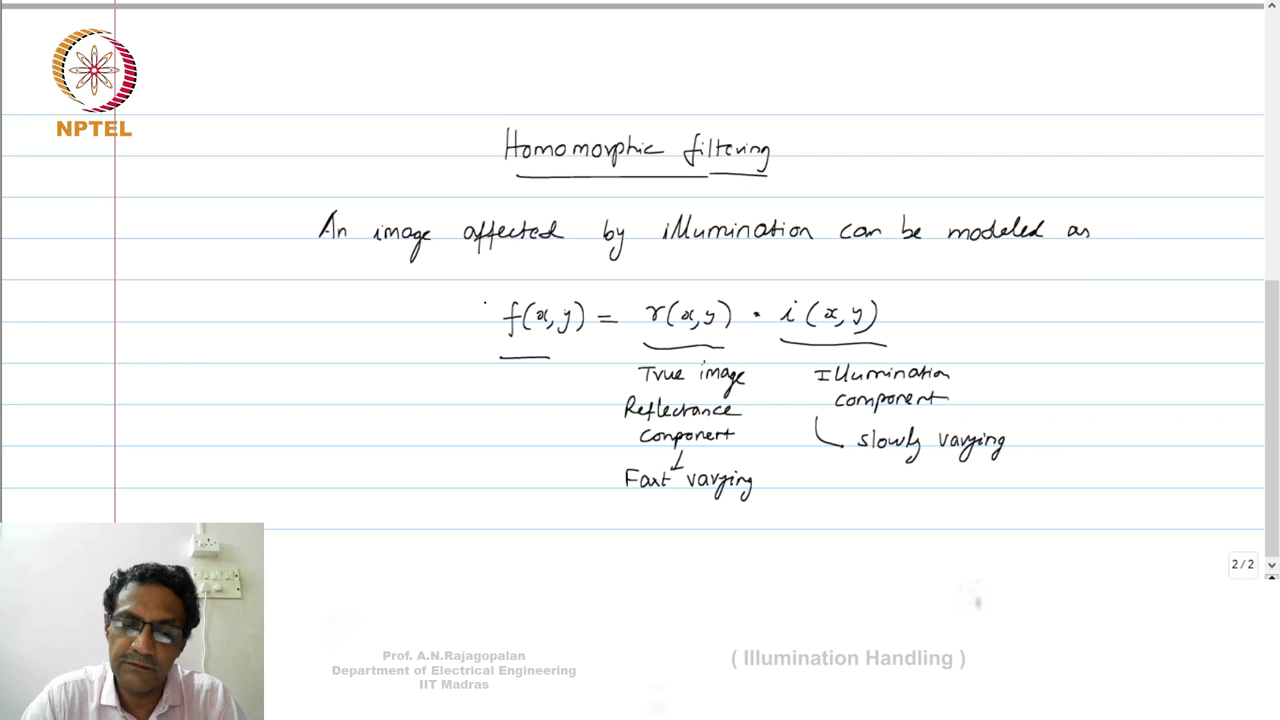 NPTEL
Homomorphic filtering
An image affected by illumination can be modeled as
f(x,y) = r(x,y) · i(x,y)
True image
Reflectance
component
Fast varying
Illumination
component
slowly varying
2/2
Prof. A.N.Rajagopalan
Department of Electrical Engineering
IIT Madras
( Illumination Handling )